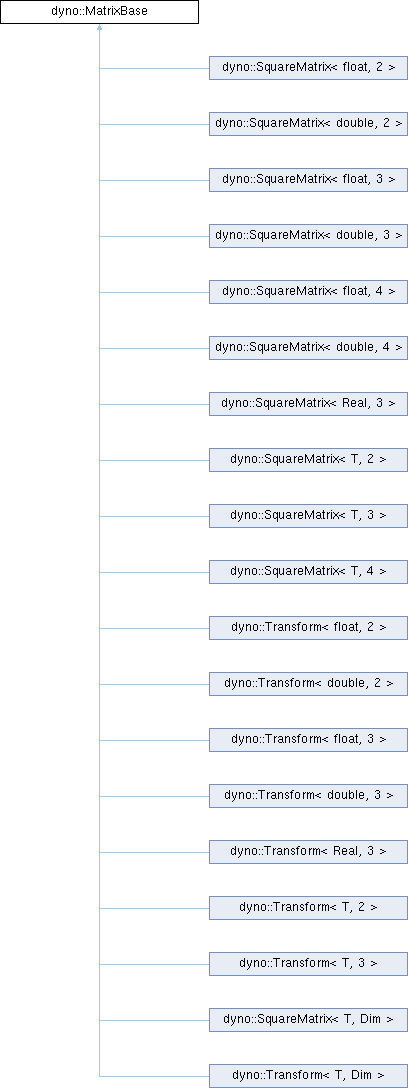 dyno::MatrixBase
dyno::SquareMatrix< float, 2 >
dyno::SquareMatrix< double, 2 >
dyno::SquareMatrix< float, 3 >
dyno::SquareMatrix< double, 3 >
dyno::SquareMatrix< float, 4 >
dyno::SquareMatrix< double, 4 >
dyno::SquareMatrix< Real, 3 >
dyno::SquareMatrix< T, 2 >
dyno::SquareMatrix< T, 3 >
dyno::SquareMatrix< T, 4 >
dyno::Transform< float, 2 >
dyno::Transform< double, 2 >
dyno::Transform< float, 3 >
dyno::Transform< double, 3 >
dyno::Transform< Real, 3 >
dyno::Transform< T, 2 >
dyno::Transform< T, 3 >
dyno::SquareMatrix< T, Dim >
dyno::Transform< T, Dim >